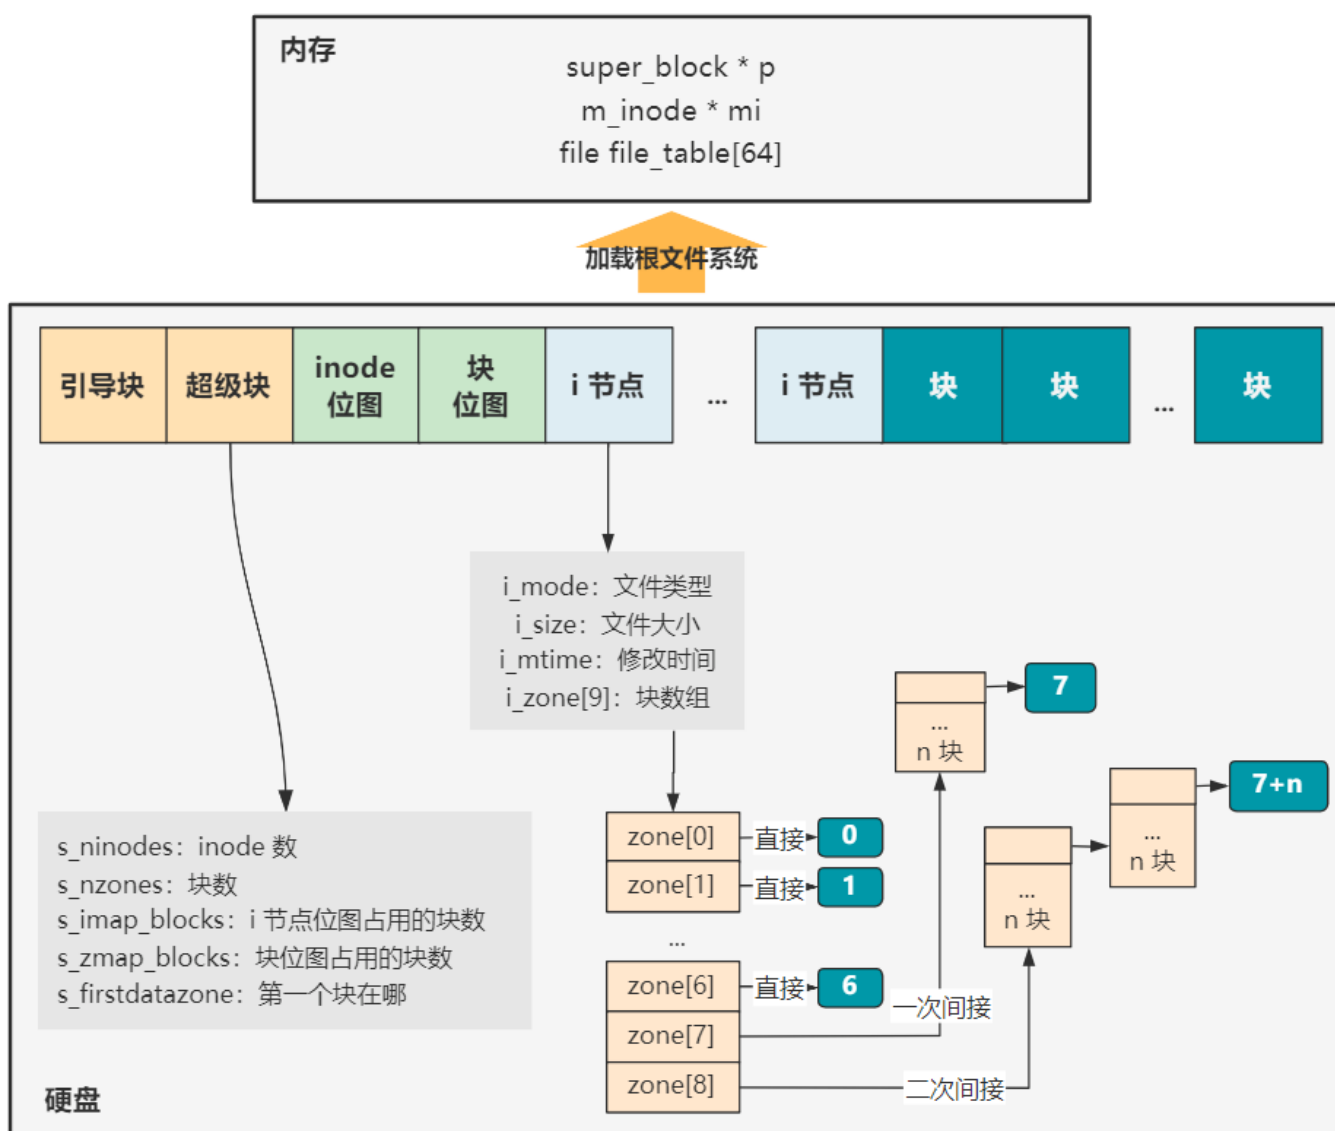 内存
super_block * p
m_inode * mi
file file_table[64]
加载根文件系统
引导块
超级块
inode
位图
块
位图
i 节点
...
i 节点
块
块
...
块
i_mode：文件类型
i_size：文件大小
i_mtime：修改时间
i_zone[9]：块数组
7
...
n 块
7+n
...
n 块
...
n 块
s_ninodes：inode 数
s_nzones：块数
s_imap_blocks：i 节点位图占用的块数
s_zmap_blocks：块位图占用的块数
s_firstdatazone：第一个块在哪
zone[0]
直接
0
zone[1]
直接
1
...
zone[6]
直接
6
zone[7]
一次间接
zone[8]
二次间接
硬盘